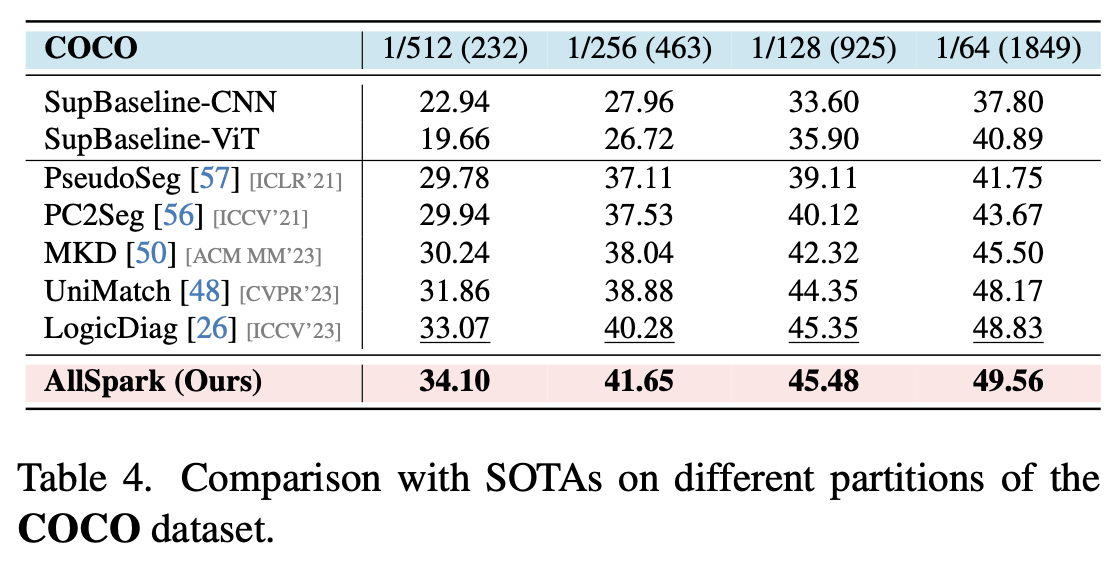 COCO 1/512 (232) 1/256 (463) 1/128 (925) 1/64 (1849)
SupBaseline-CNN 22.94 27.96 33.60 37.80
SupBaseline-ViT 19.66 26.72 35.90 40.89
PseudoSeg [57] [ICLR'21] 29.78 37.11 39.11 41.75
PC2Seg [56] [ICCV'21] 29.94 37.53 40.12 43.67
MKD [50] [ACM MM'23] 30.24 38.04 42.32 45.50
UniMatch [48] [CVPR'23] 31.86 38.88 44.35 48.17
LogicDiag [26] [ICCV'23] 33.07 40.28 45.35 48.83
AllSpark (Ours) 34.10 41.65 45.48 49.56
Table 4. Comparison with SOTAs on different partitions of the
COCO dataset.